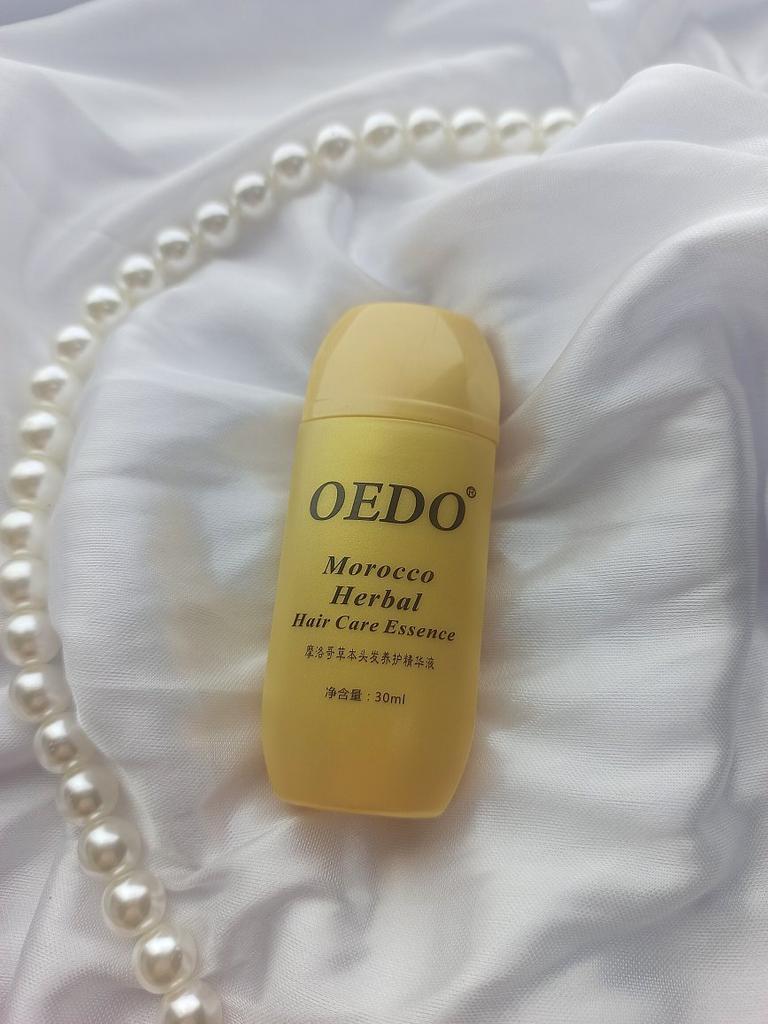 OEDO®
Morocco
Herbal
Hair Care Essence
摩洛哥草本头发养护精华液
净含量：30ml